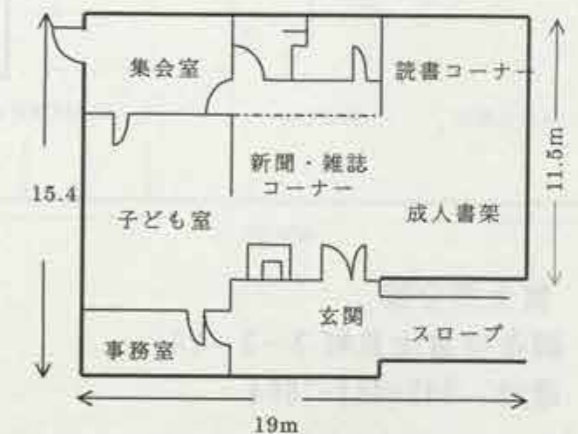 集会室
読書コーナー
新聞・雑誌
コーナー
11.5m
15.4
子ども室
成人書架
玄関
スロープ
事務室
19m